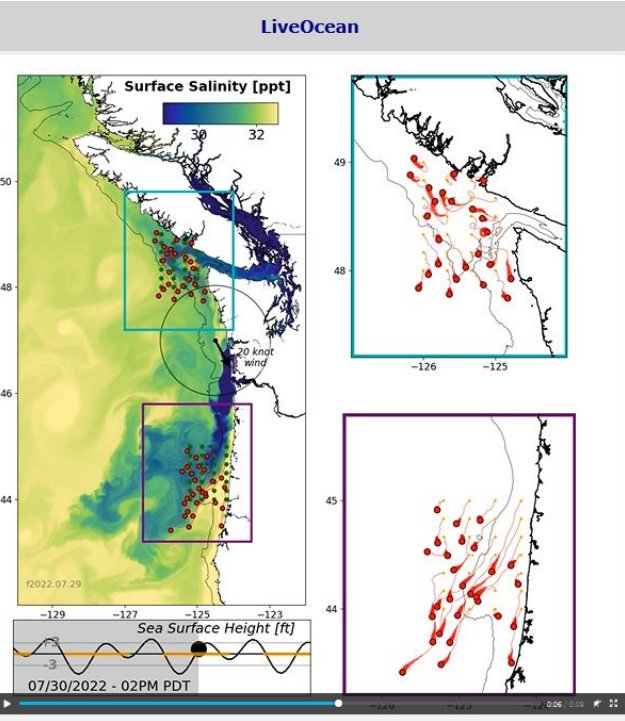 LiveOcean
Surface Salinity [ppt]
30 32
50
48
46
44
20 knot
wind
f2022.07.29
−129 −127 −125 −123
Sea Surface Height [ft]
+3
-3
07/30/2022 - 02PM PDT
49
48
−126 −125
45
44
0:06 / 0:09